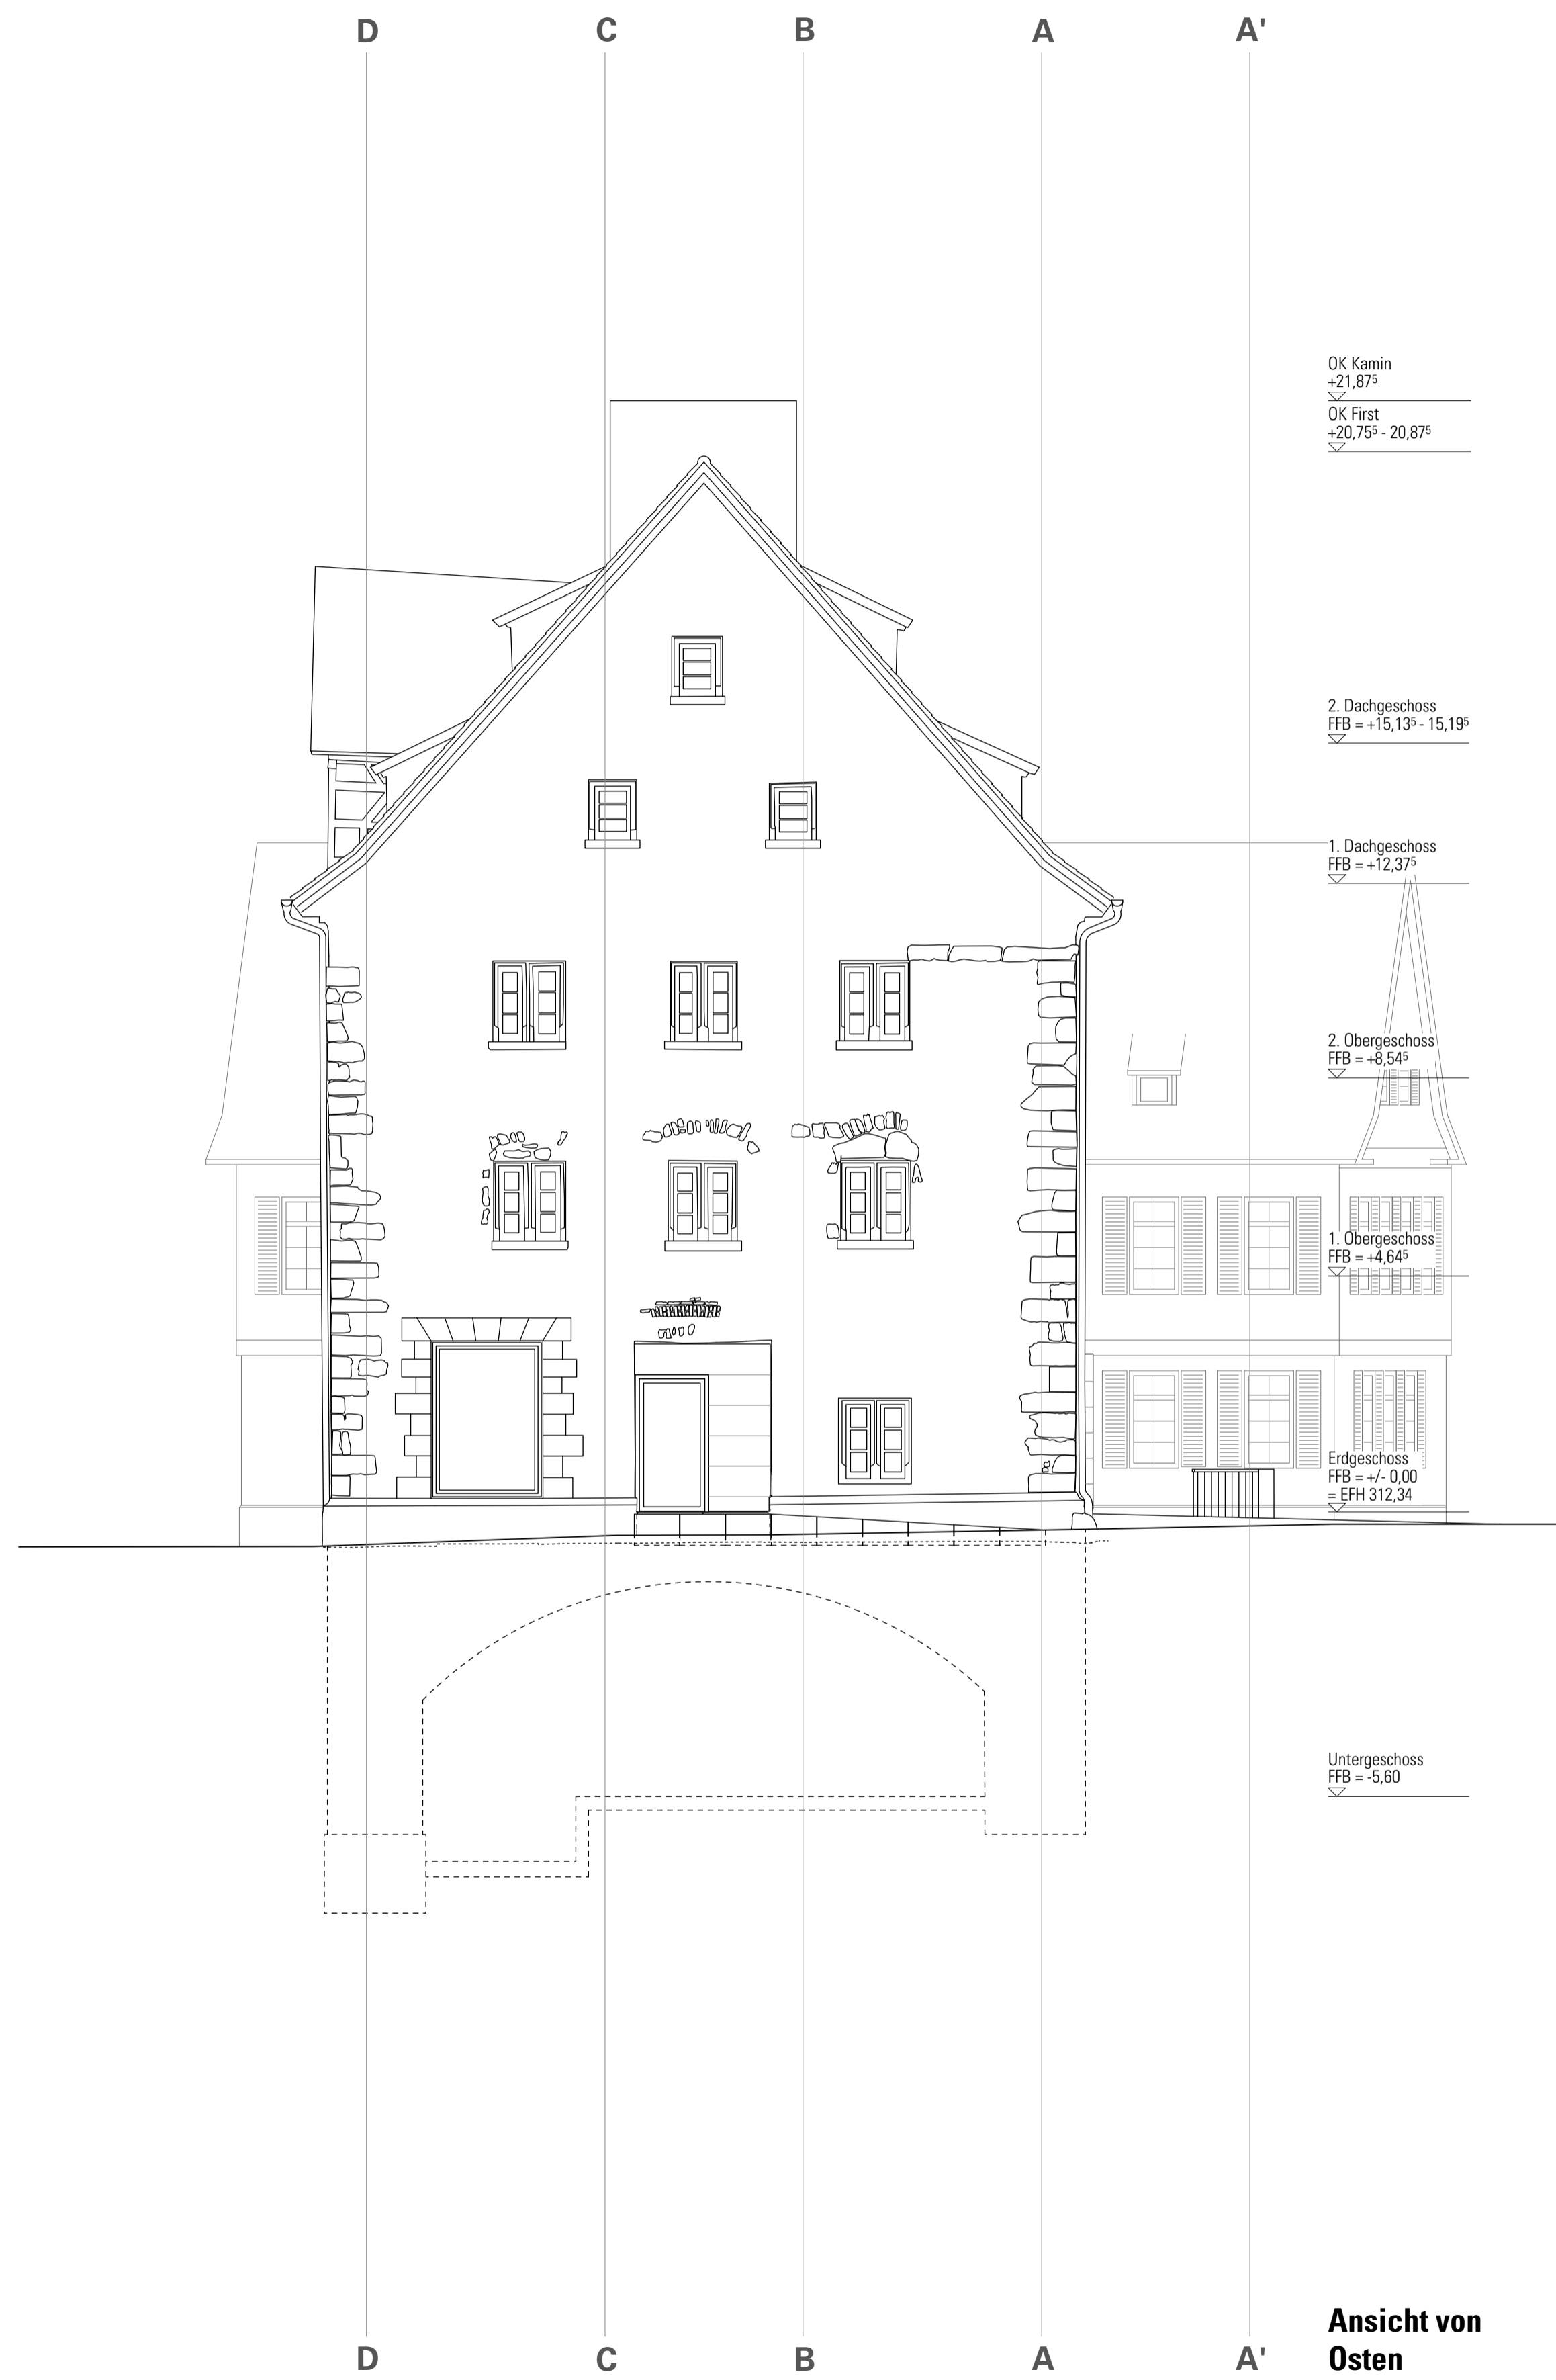 D C B A A'
OK Kamin
+21,87⁵
OK First
+20,75⁵ - 20,87⁵
2. Dachgeschoss
FFB = +15,13⁵ - 15,19⁵
1. Dachgeschoss
FFB = +12,37⁵
2. Obergeschoss
FFB = +8,54⁵
1. Obergeschoss
FFB = +4,64⁵
Erdgeschoss
FFB = +/- 0,00
= EFH 312,34
Untergeschoss
FFB = -5,60
Ansicht von
Osten
D C B A A'